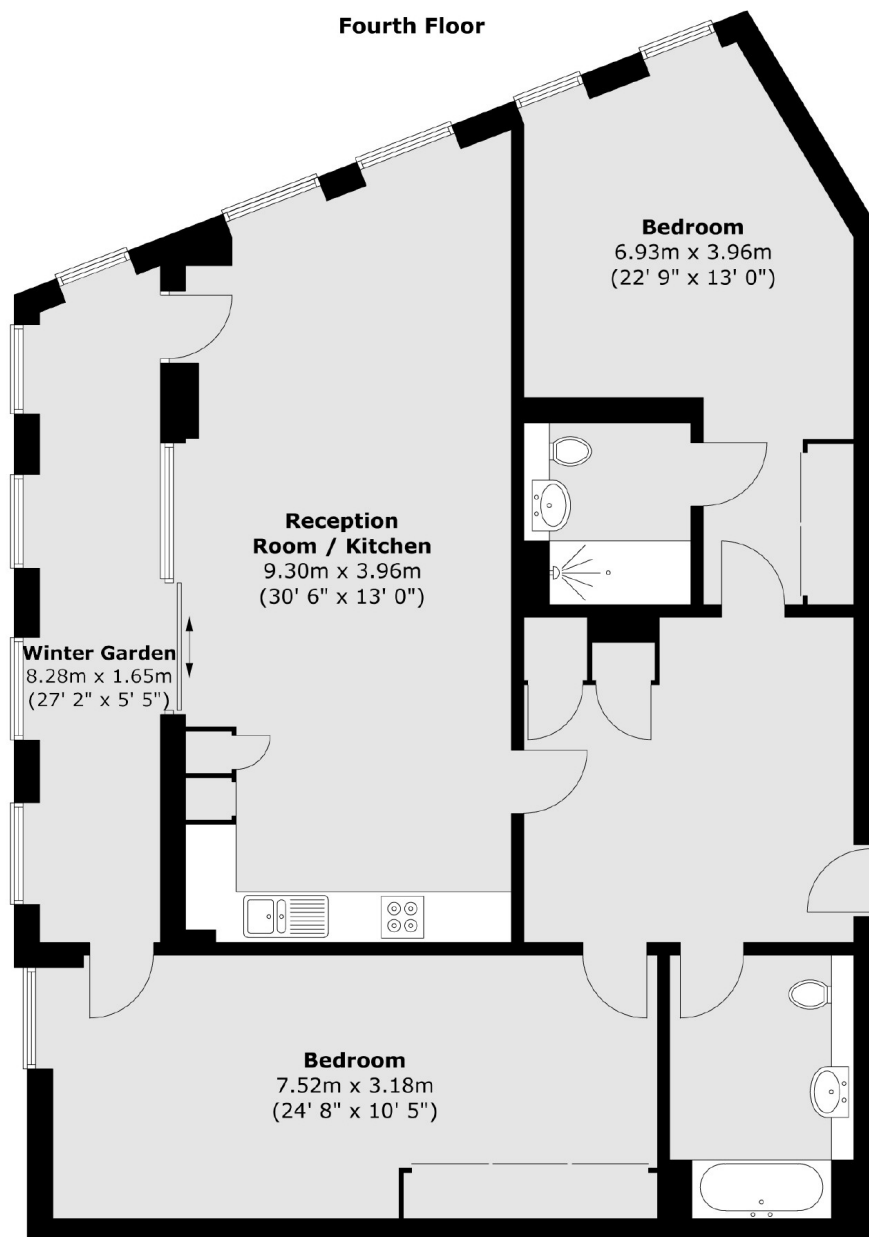 Fourth Floor
Bedroom
6.93m x 3.96m
(22' 9" x 13' 0")
Reception
Room / Kitchen
9.30m x 3.96m
(30' 6" x 13' 0")
Winter Garden
8.28m x 1.65m
(27' 2" x 5' 5")
Bedroom
7.52m x 3.18m
(24' 8" x 10' 5")